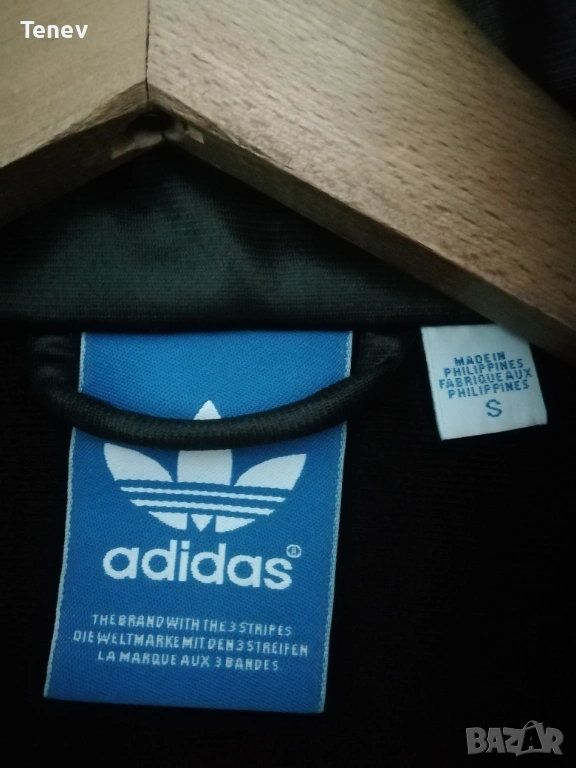 Tenev
MADE IN
PHILIPPINES
FABRIQUE AUX
PHILIPPINES
S
adidas®
THE BRAND WITH THE 3 STRIPES
DIE WELTMARKE MIT DEN 3 STREIFEN
LA MARQUE AUX 3 BANDES
BAZAR